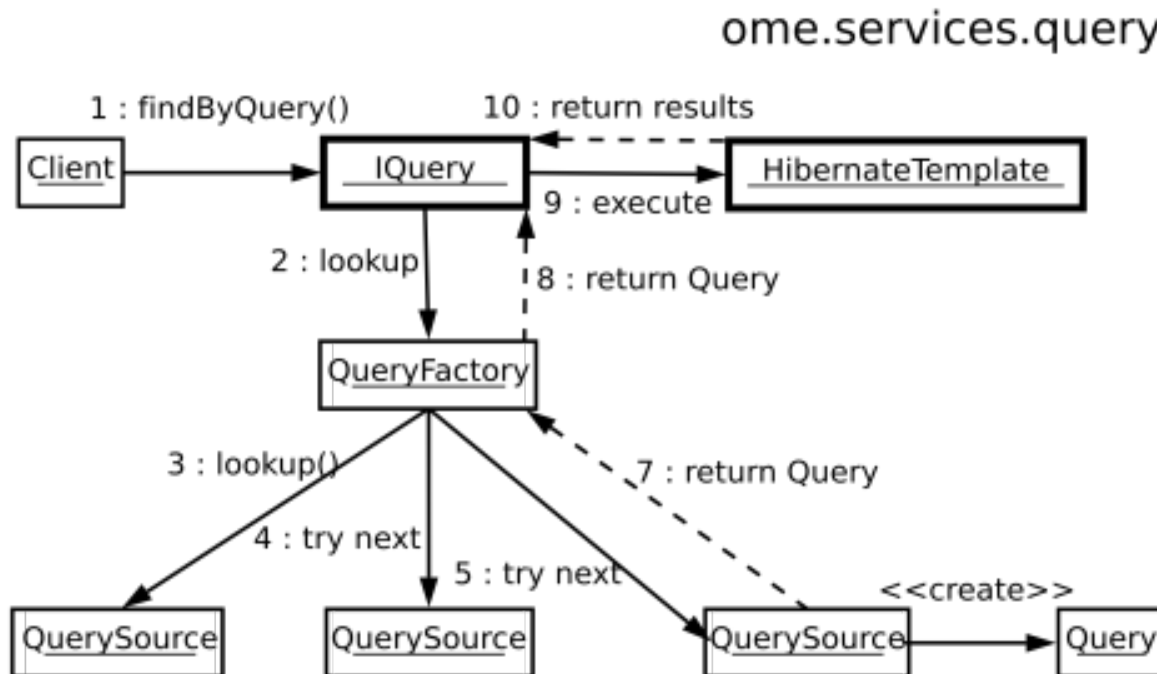 ome.services.query
1 : findByQuery()
10 : return results
Client
IQuery
HibernateTemplate
9 : execute
2 : lookup
8 : return Query
QueryFactory
3 : lookup()
7 : return Query
4 : try next
5 : try next
<<create>>
QuerySource
QuerySource
QuerySource
Query